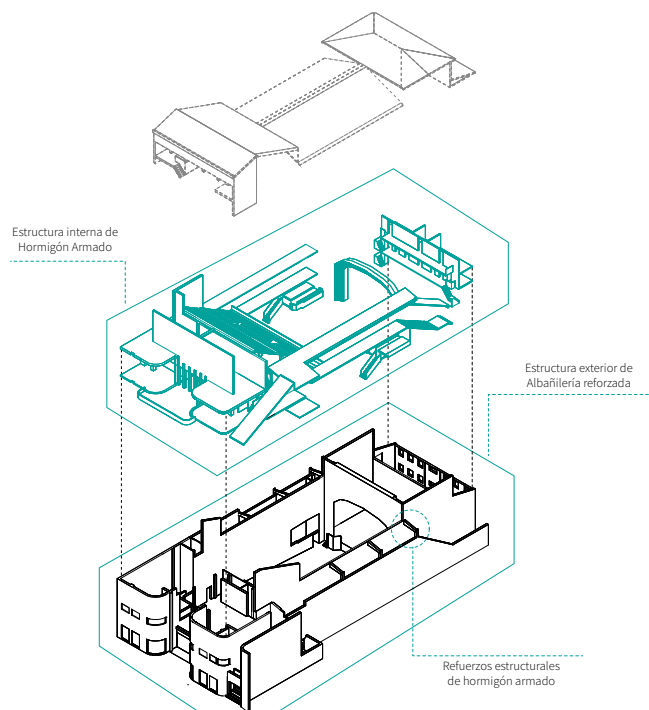 Estructura interna de
Hormigón Armado
Estructura exterior de
Albañilería reforzada
Refuerzos estructurales
de hormigón armado